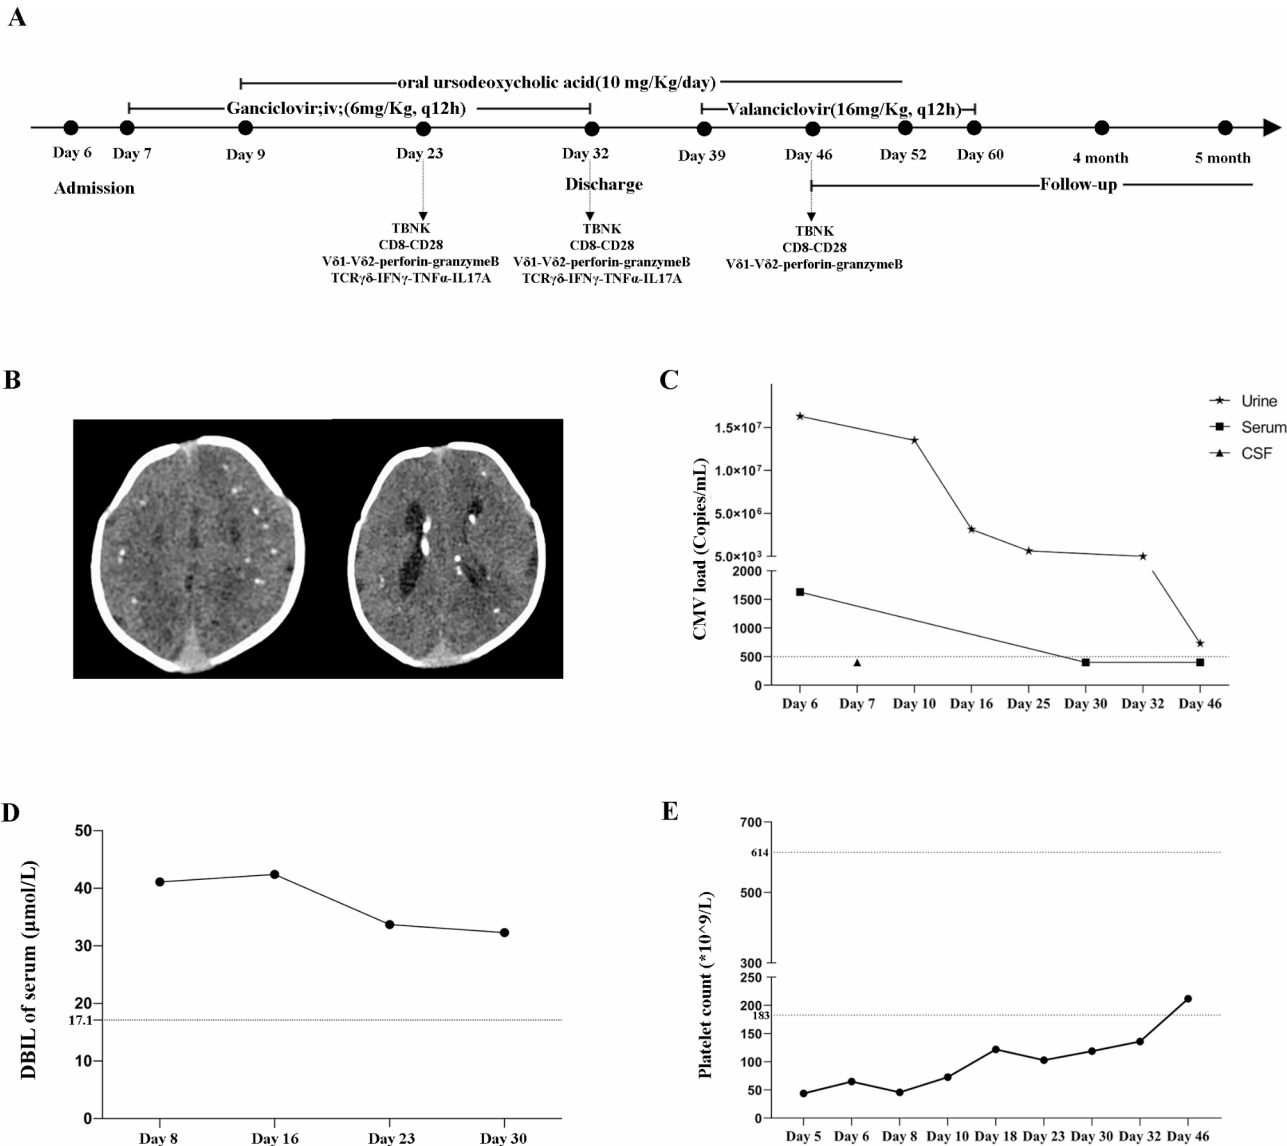 A
oral ursodeoxycholic acid(10 mg/Kg/day)
Ganciclovir;iv;(6mg/Kg, q12h)
Valanciclovir(16mg/Kg, q12h)
Day 6
Day 7
Day 9
Day 23
Day 32
Day 39
Day 46
Day 52
Day 60
4 month
5 month
Admission
Discharge
Follow-up
TBNK
CD8-CD28
Vδ1-Vδ2-perforin-granzymeB
TCRγδ-IFNγ-TNFα-IL17A
TBNK
CD8-CD28
Vδ1-Vδ2-perforin-granzymeB
TCRγδ-IFNγ-TNFα-IL17A
TBNK
CD8-CD28
Vδ1-Vδ2-perforin-granzymeB
B
C
CMV load (Copies/mL)
1.5×10⁷
1.0×10⁷
5.0×10⁶
5.0×10³
2000
1500
1000
500
0
Day 6
Day 7
Day 10
Day 16
Day 25
Day 30
Day 32
Day 46
Urine
Serum
CSF
D
DBIL of serum (μmol/L)
50
40
30
20
17.1
10
0
Day 8
Day 16
Day 23
Day 30
E
Platelet count (*10^9/L)
700
614
500
300
250
200
183
150
100
50
0
Day 5
Day 6
Day 8
Day 10
Day 18
Day 23
Day 30
Day 32
Day 46